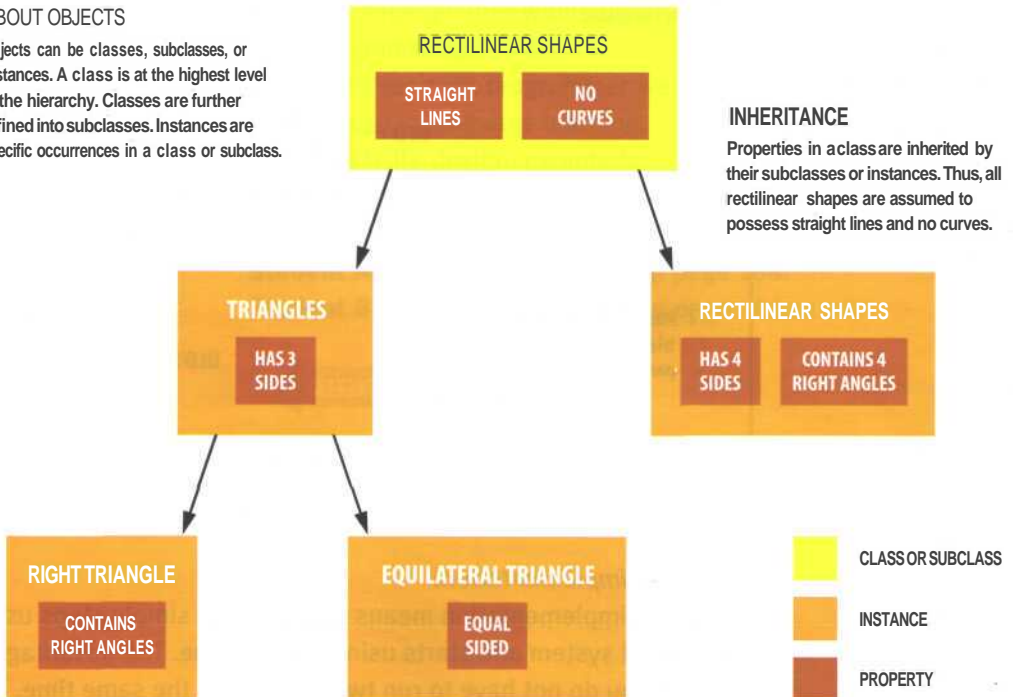 BOUT OBJECTS
jects can be classes, subclasses, or
stances. A class is at the highest level
the hierarchy. Classes are further
fined into subclasses. Instances are
ecific occurrences in a class or subclass.
RECTILINEAR SHAPES
STRAIGHT
LINES
NO
CURVES
INHERITANCE
Properties in a class are inherited by
their subclasses or instances. Thus, all
rectilinear shapes are assumed to
possess straight lines and no curves.
TRIANGLES
HAS 3
SIDES
RECTILINEAR SHAPES
HAS 4
SIDES
CONTAINS 4
RIGHT ANGLES
RIGHT TRIANGLE
CONTAINS
RIGHT ANGLES
EQUILATERAL TRIANGLE
EQUAL
SIDED
CLASS OR SUBCLASS
INSTANCE
PROPERTY